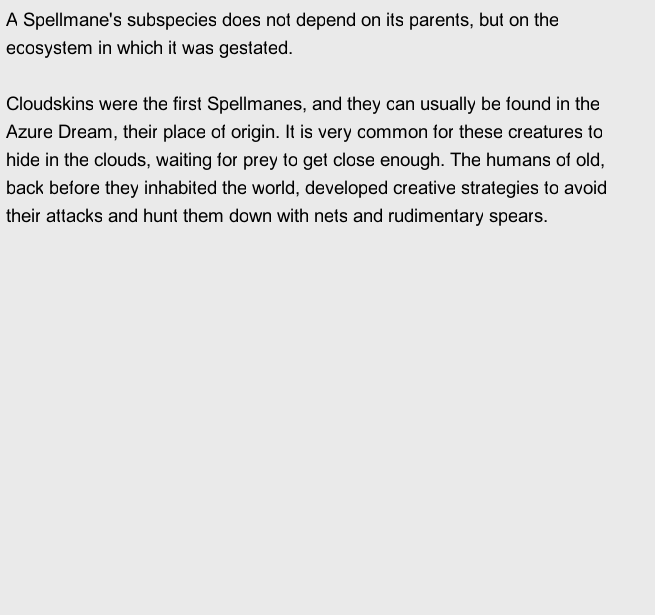 A Spellmane's subspecies does not depend on its parents, but on the
ecosystem in which it was gestated.
Cloudskins were the first Spellmanes, and they can usually be found in the
Azure Dream, their place of origin. It is very common for these creatures to
hide in the clouds, waiting for prey to get close enough. The humans of old,
back before they inhabited the world, developed creative strategies to avoid
their attacks and hunt them down with nets and rudimentary spears.